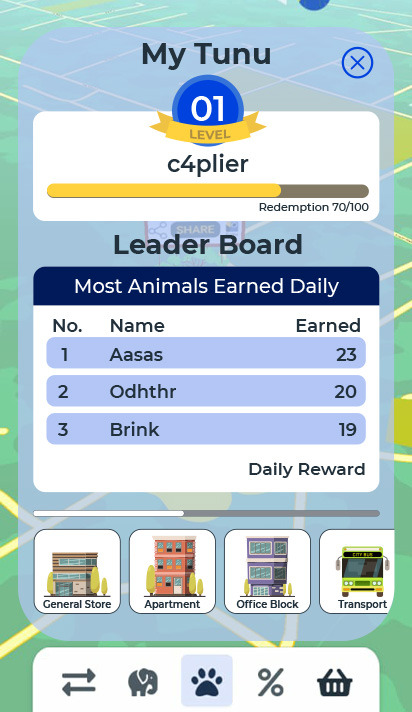 My Tunu
01
LEVEL
c4plier
Redemption 70/100
SHARE
Leader Board
Most Animals Earned Daily
No. Name Earned
1 Aasas 23
2 Odhthr 20
3 Brink 19
Daily Reward
General Store Apartment Office Block CITY BUS Transport
%